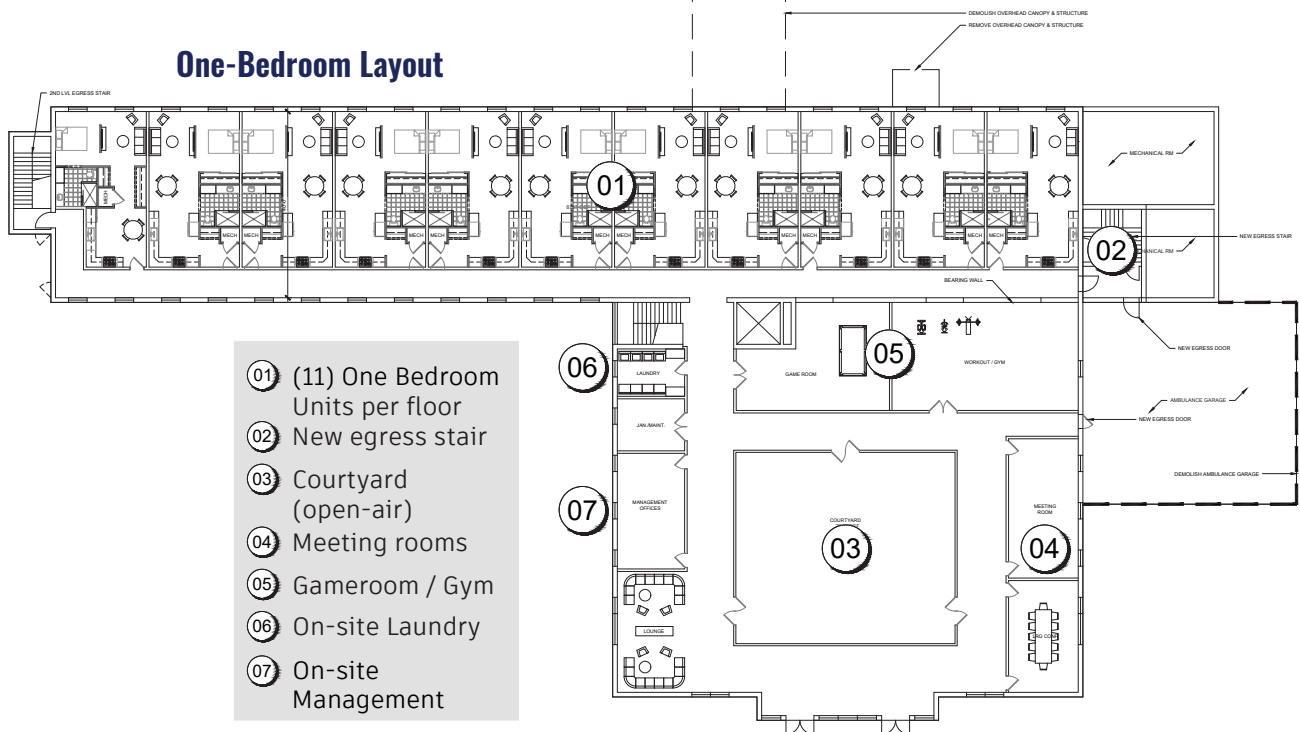 DEMOLISH OVERHEAD CANOPY & STRUCTURE
REMOVE OVERHEAD CANOPY & STRUCTURE
One-Bedroom Layout
2ND LVL EGRESS STAIR
MECHANICAL RM
01
MECH
MECH
MECH
MECH
MECH
MECH
MECH
MECH
MECH
MECH
MECH
02
NEW EGRESS STAIR
CHANICAL RM
BEARING WALL
NEW EGRESS DOOR
06
LAUNDRY
GAME ROOM
05
WORKOUT / GYM
AMBULANCE GARAGE
NEW EGRESS DOOR
JAN./MAINT.
DEMOLISH AMBULANCE GARAGE
07
MANAGEMENT
OFFICES
COURTYARD
03
MEETING
ROOM
04
LOUNGE
01 (11) One Bedroom
Units per floor
02 New egress stair
03 Courtyard
(open-air)
04 Meeting rooms
05 Gameroom / Gym
06 On-site Laundry
07 On-site
Management